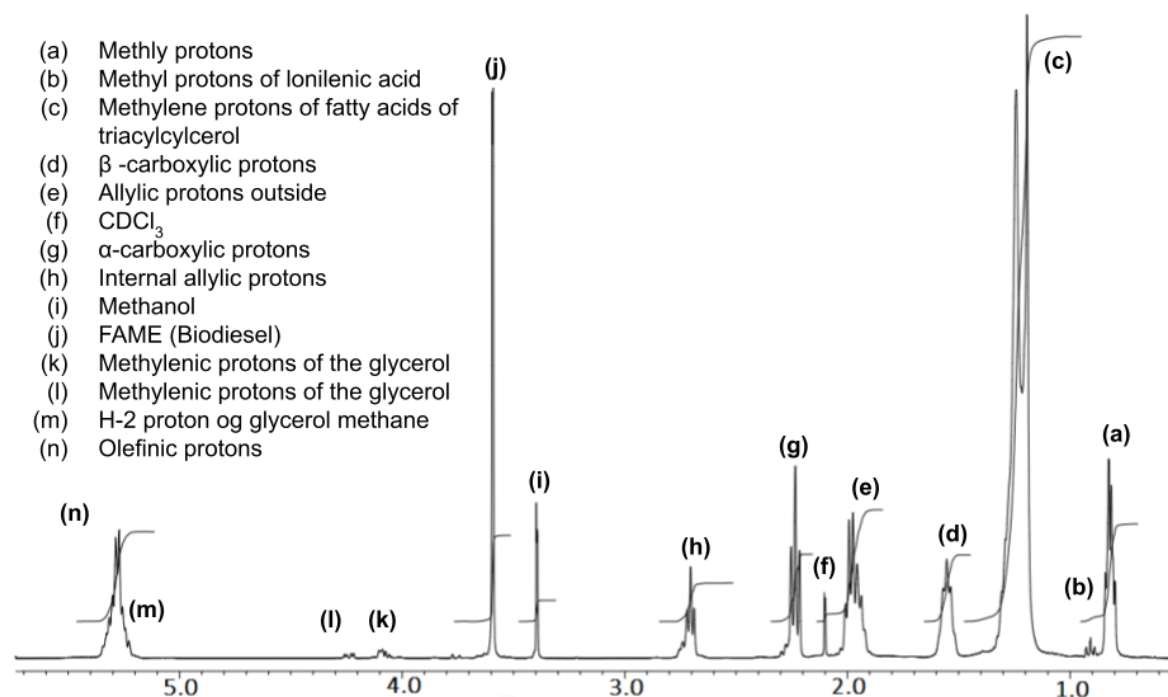 (a) Methly protons
(b) Methyl protons of lonilenic acid
(c) Methylene protons of fatty acids of
triacylcylcerol
(d) β -carboxylic protons
(e) Allylic protons outside
(f) CDCl₃
(g) α-carboxylic protons
(h) Internal allylic protons
(i) Methanol
(j) FAME (Biodiesel)
(k) Methylenic protons of the glycerol
(l) Methylenic protons of the glycerol
(m) H-2 proton og glycerol methane
(n) Olefinic protons
(j)
(c)
(a)
(g)
(i)
(e)
(n)
(h)
(d)
(f)
(b)
(m)
(l)
(k)
5.0 4.0 3.0 2.0 1.0